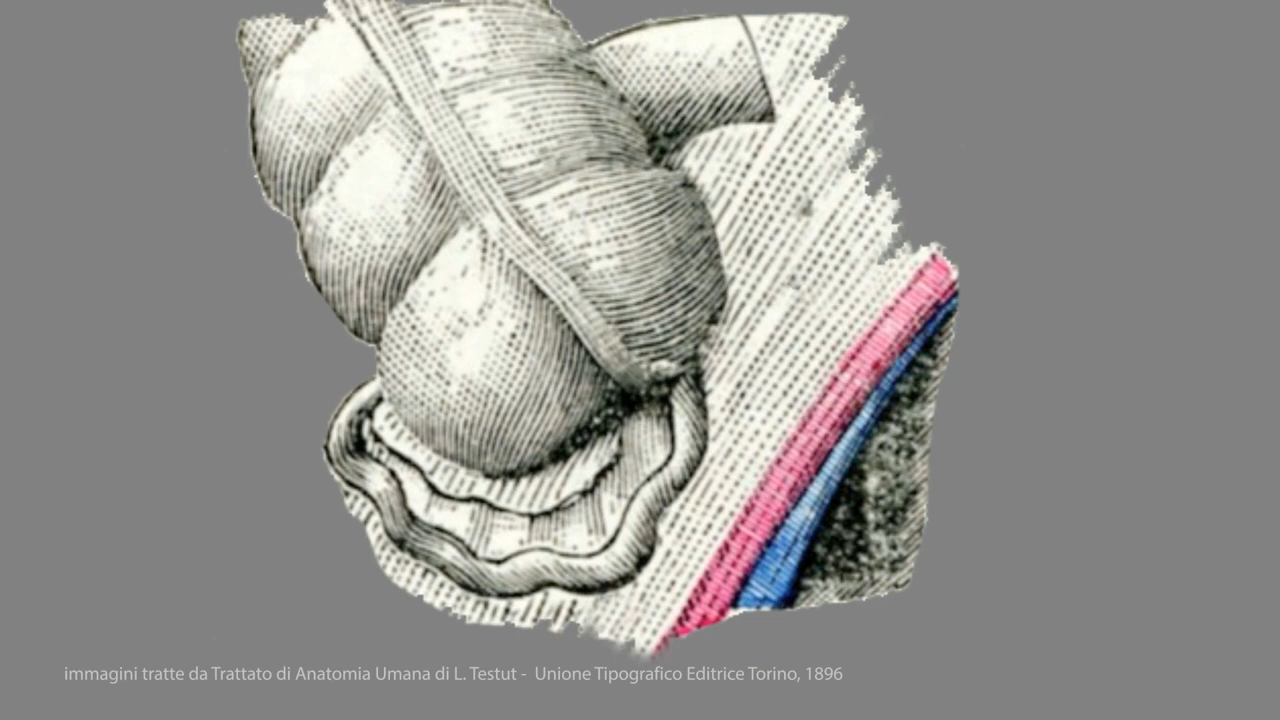 immagini tratte da Trattato di Anatomia Umana di L. Testut - Unione Tipografico Editrice Torino, 1896